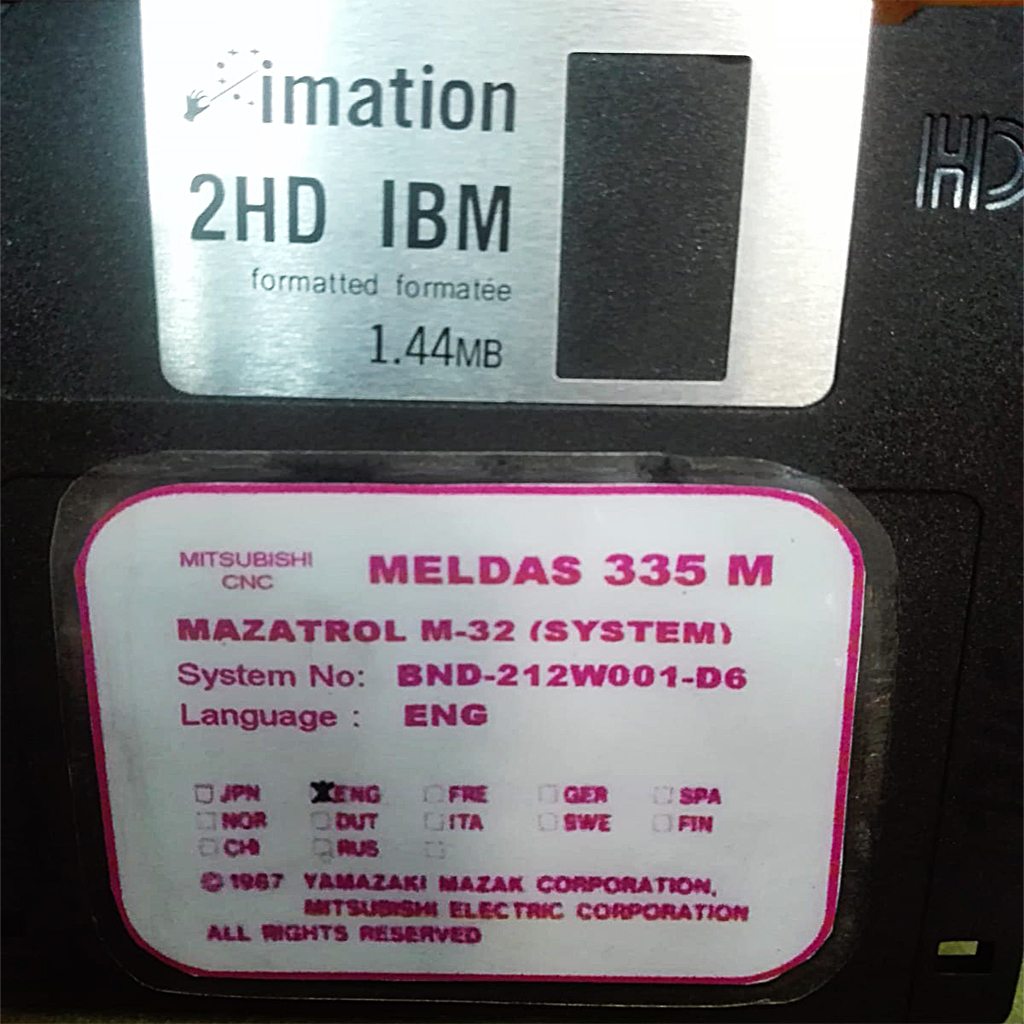 imation
HD
2HD IBM
formatted formatée
1.44MB
MITSUBISHI CNC MELDAS 335 M
MAZATROL M-32 (SYSTEM)
System No: BND-212W001-D6
Language : ENG
JPN ENG FRE GER SPA
NOR DUT ITA SWE FIN
CHI RUS
© 1987 YAMAZAKI MAZAK CORPORATION,
MITSUBISHI ELECTRIC CORPORATION
ALL RIGHTS RESERVED